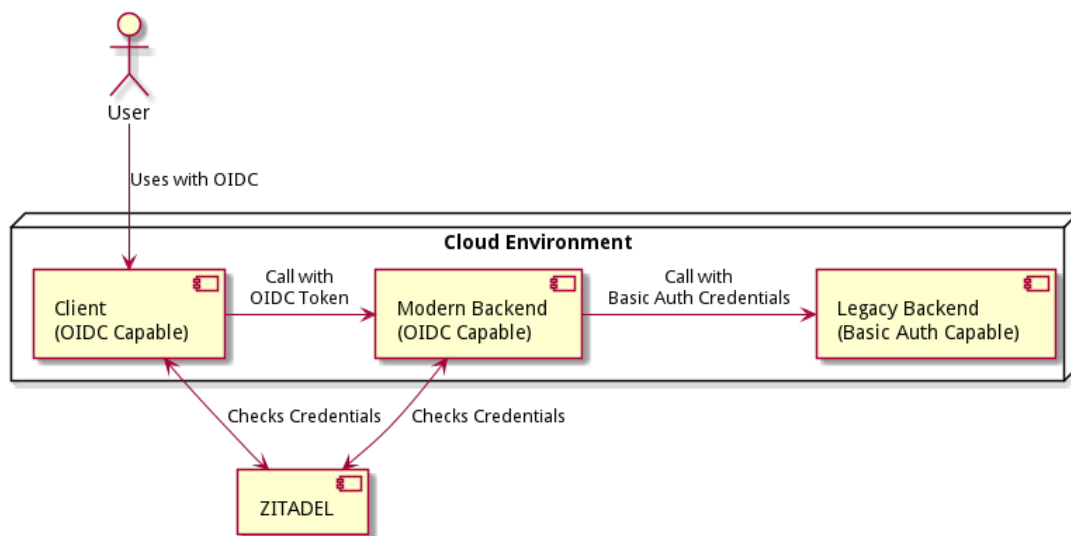 User
Uses with OIDC
Cloud Environment
Client
(OIDC Capable)
Call with
OIDC Token
Modern Backend
(OIDC Capable)
Call with
Basic Auth Credentials
Legacy Backend
(Basic Auth Capable)
Checks Credentials
Checks Credentials
ZITADEL